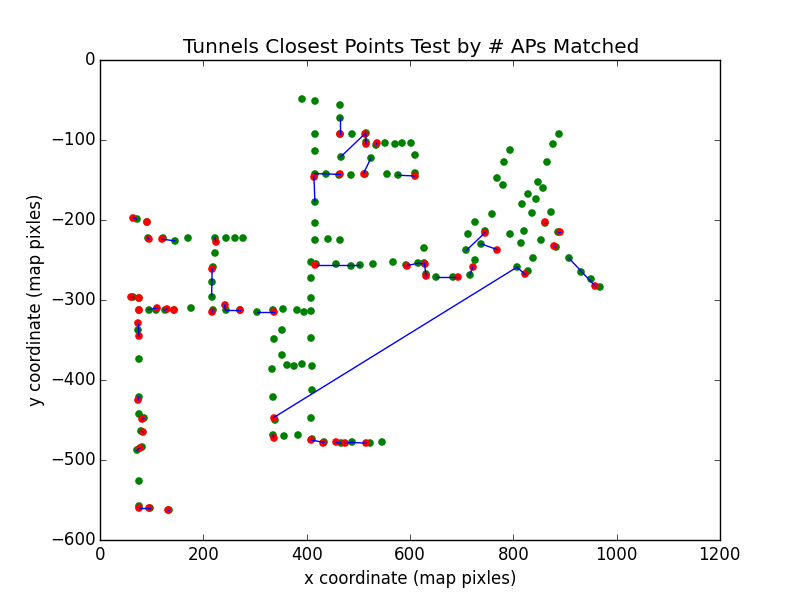 Tunnels Closest Points Test by # APs Matched
0
−100
−200
−300
−400
−500
−600
y coordinate (map pixles)
0 200 400 600 800 1000 1200
x coordinate (map pixles)